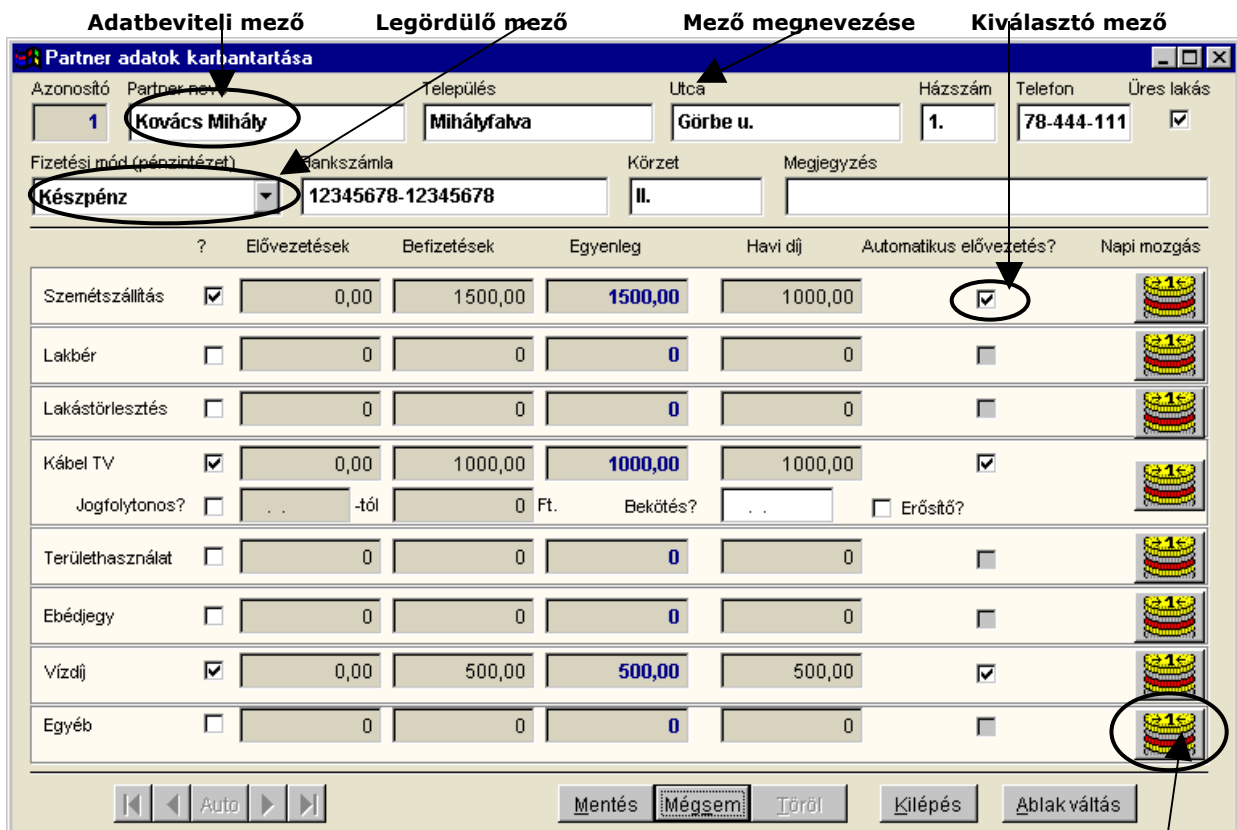 Adatbeviteli mező Legördülő mező Mező megnevezése Kiválasztó mező
Partner adatok karbantartása
Azonosító Partner neve Település Utca Házszám Telefon Üres lakás
1 Kovács Mihály Mihályfalva Görbe u. 1. 78-444-111
Fizetési mód (pénzintézet) Bankszámla Körzet Megjegyzés
Készpénz 12345678-12345678 II.
? Elővezetések Befizetések Egyenleg Havi díj Automatikus elővezetés? Napi mozgás
Szemétszállítás 0,00 1500,00 1500,00 1000,00
Lakbér 0 0 0 0
Lakástörlesztés 0 0 0 0
Kábel TV 0,00 1000,00 1000,00 1000,00
Jogfolytonos? . . -tól 0 Ft. Bekötés? . . Erősítő?
Területhasználat 0 0 0 0
Ebédjegy 0 0 0 0
Vízdíj 0,00 500,00 500,00 500,00
Egyéb 0 0 0 0
Auto Mentés Mégsem Töröl Kilépés Ablak váltás